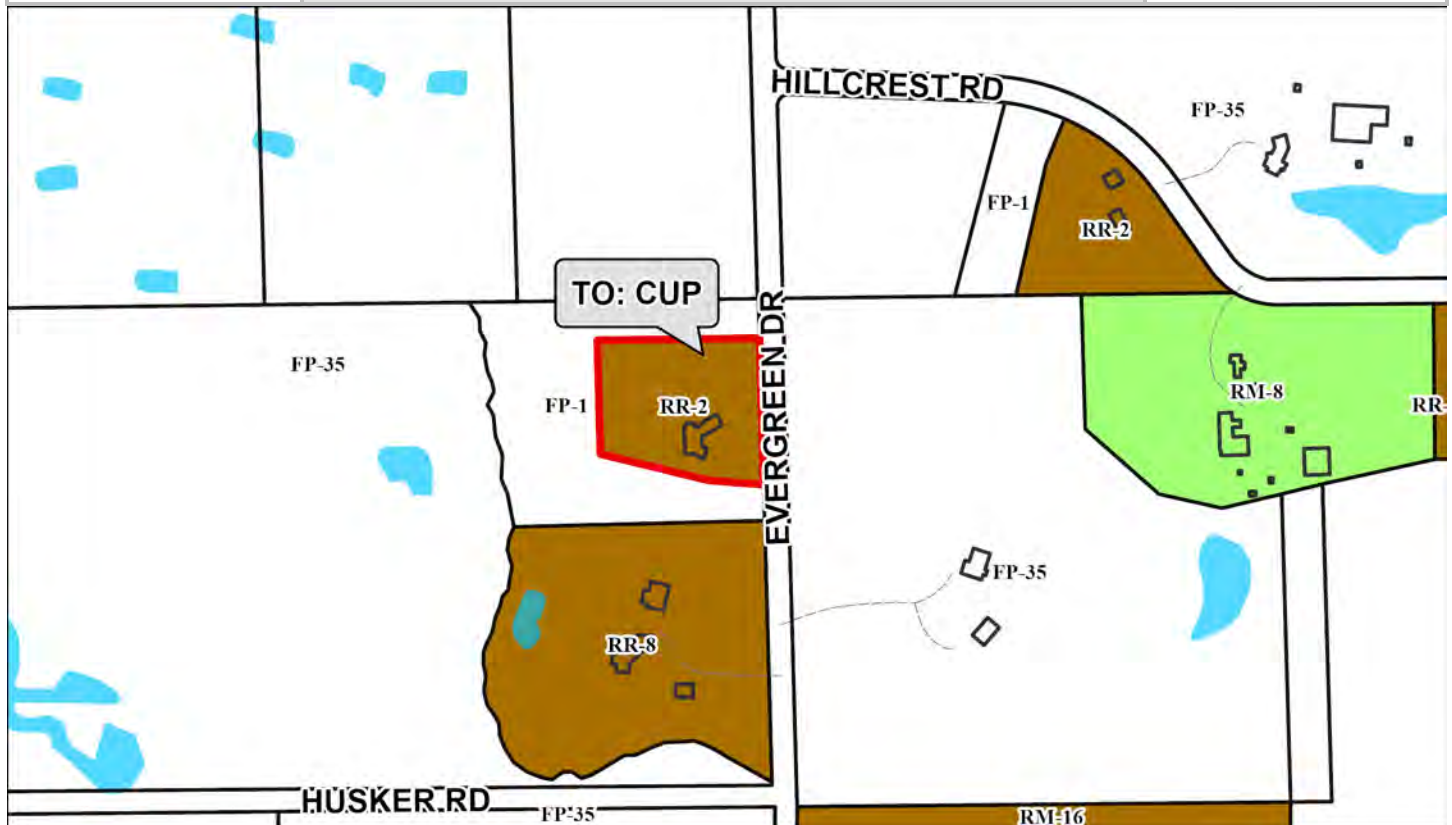 HILLCREST RD
FP-35
FP-1
RR-2
TO: CUP
EVERGREEN DR
FP-35
FP-1
RR-2
RM-8
RR-
FP-35
RR-8
HUSKER RD
FP-35
RM-16